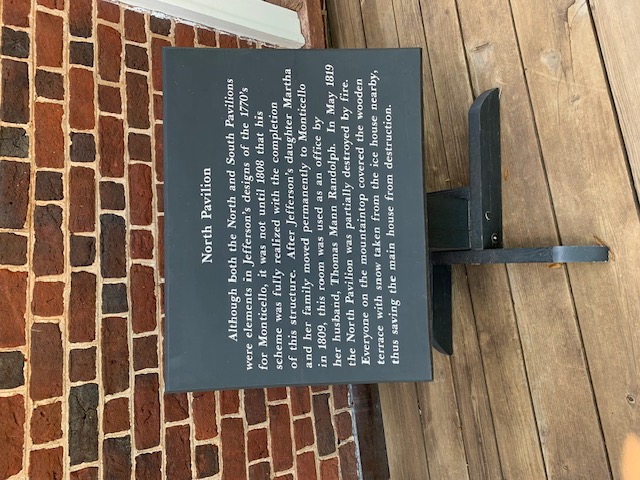 North Pavilion
Although both the North and South Pavilions
were elements in Jefferson's designs of the 1770's
for Monticello, it was not until 1808 that his
scheme was fully realized with the completion
of this structure. After Jefferson's daughter Martha
and her family moved permanently to Monticello
in 1809, this room was used as an office by
her husband, Thomas Mann Randolph. In May 1819
the North Pavilion was partially destroyed by fire.
Everyone on the mountaintop covered the wooden
terrace with snow taken from the ice house nearby,
thus saving the main house from destruction.